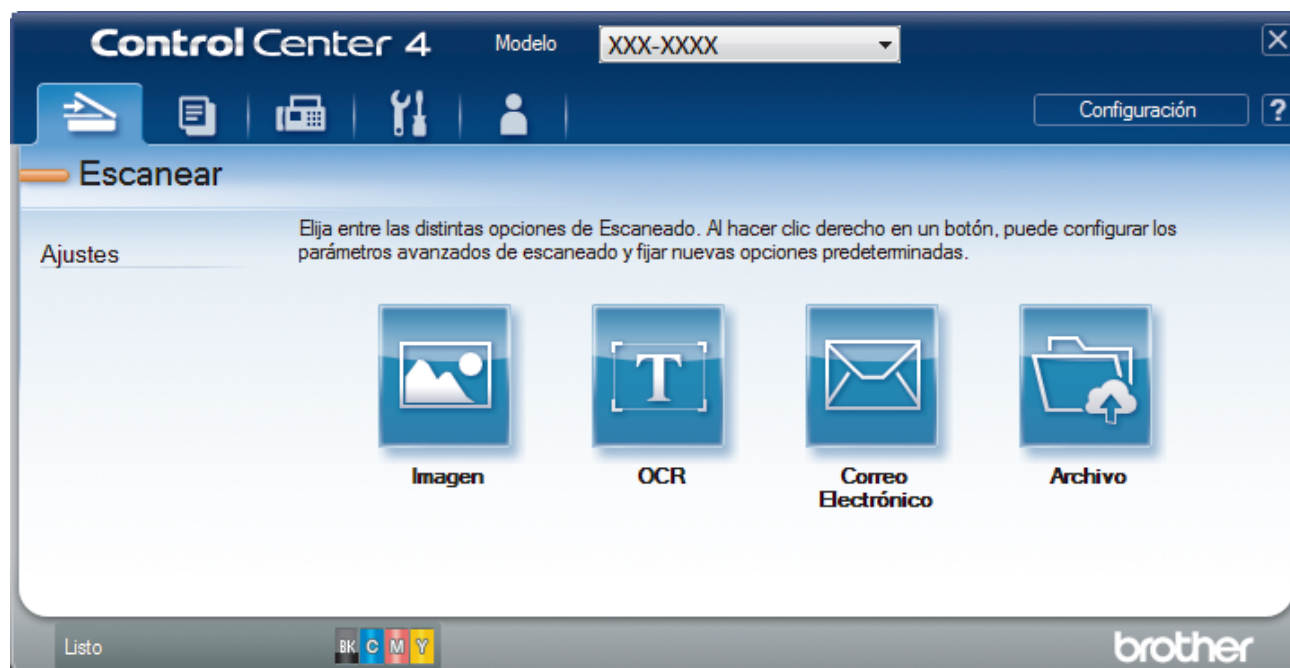 ControlCenter 4
Modelo
XXX-XXXX
Configuración
?
Escanear
Ajustes
Elija entre las distintas opciones de Escaneado. Al hacer clic derecho en un botón, puede configurar los
parámetros avanzados de escaneado y fijar nuevas opciones predeterminadas.
T
Imagen
OCR
Correo
Electrónico
Archivo
Listo
BK C M Y
brother